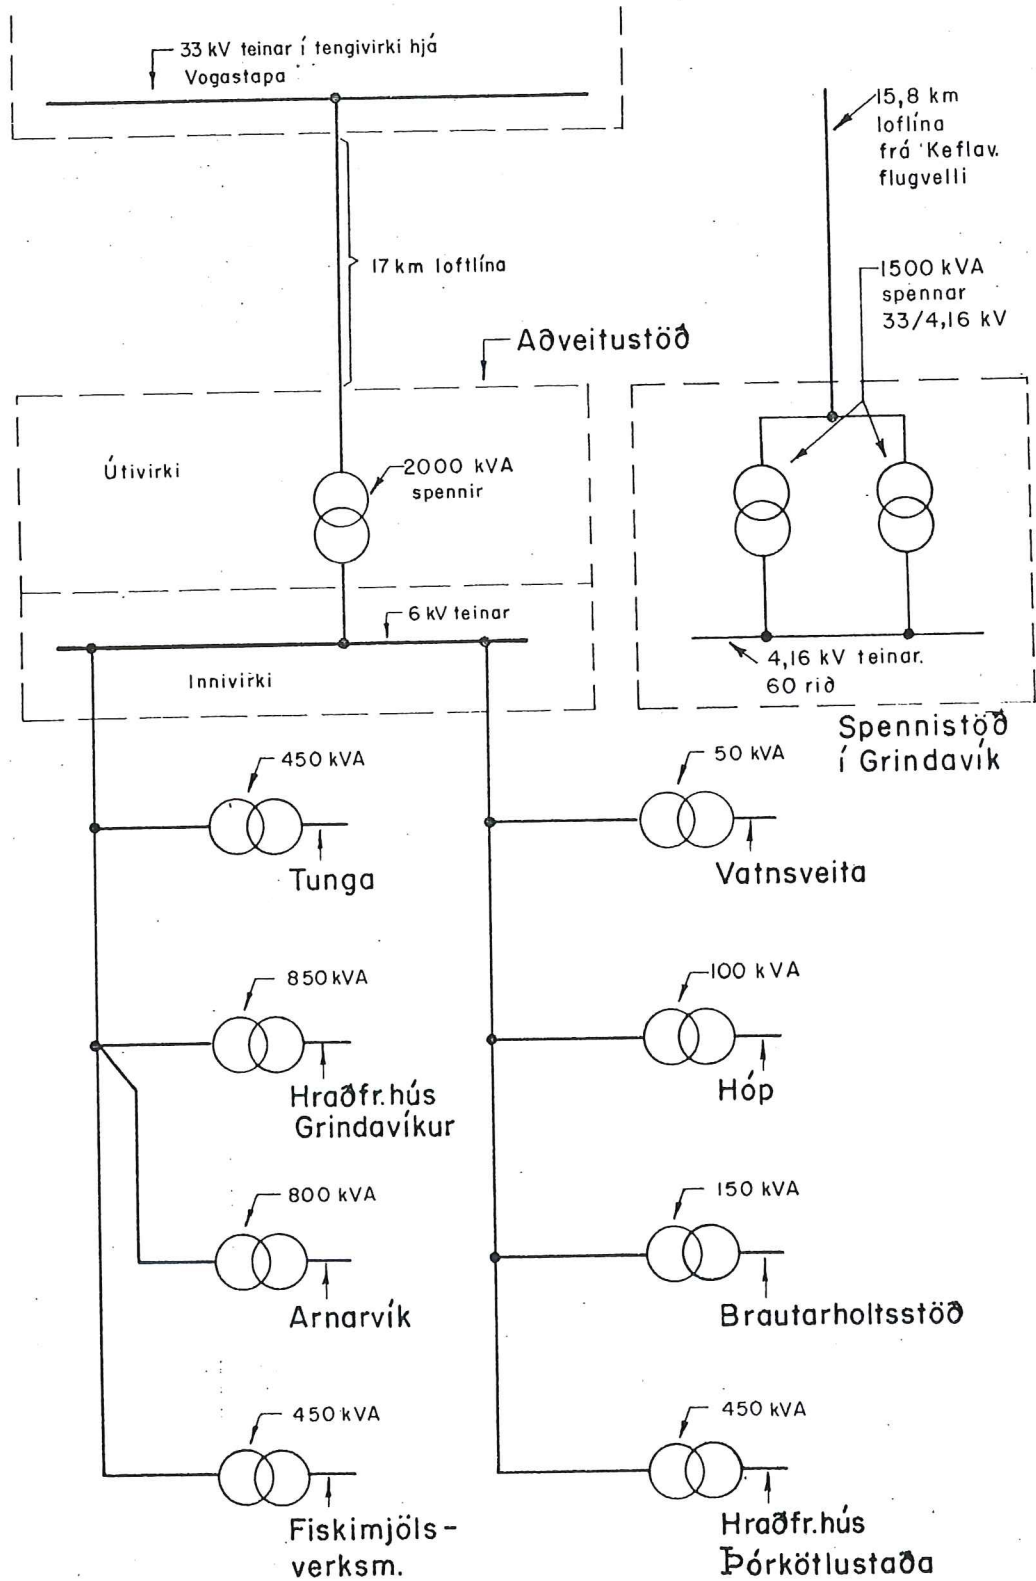 33 kV teinar í tengivirki hjá
Vogastapa
15,8 km
loflína
frá Keflav.
flugvelli
17 km loftlína
1500 kVA
spennar
33/4,16 kV
Aðveitustöð
Útivirki
2000 kVA
spennir
6 kV teinar
Innivirki
4,16 kV teinar.
60 rið
Spennistöð
í Grindavík
450 kVA
Tunga
50 kVA
Vatnsveita
850 kVA
Hraðfr.hús
Grindavíkur
100 kVA
Hóp
800 kVA
Arnarvík
150 kVA
Brautarholtsstöð
450 kVA
Fiskimjöls-
verksm.
450 kVA
Hraðfr.hús
Þórkötlustaða